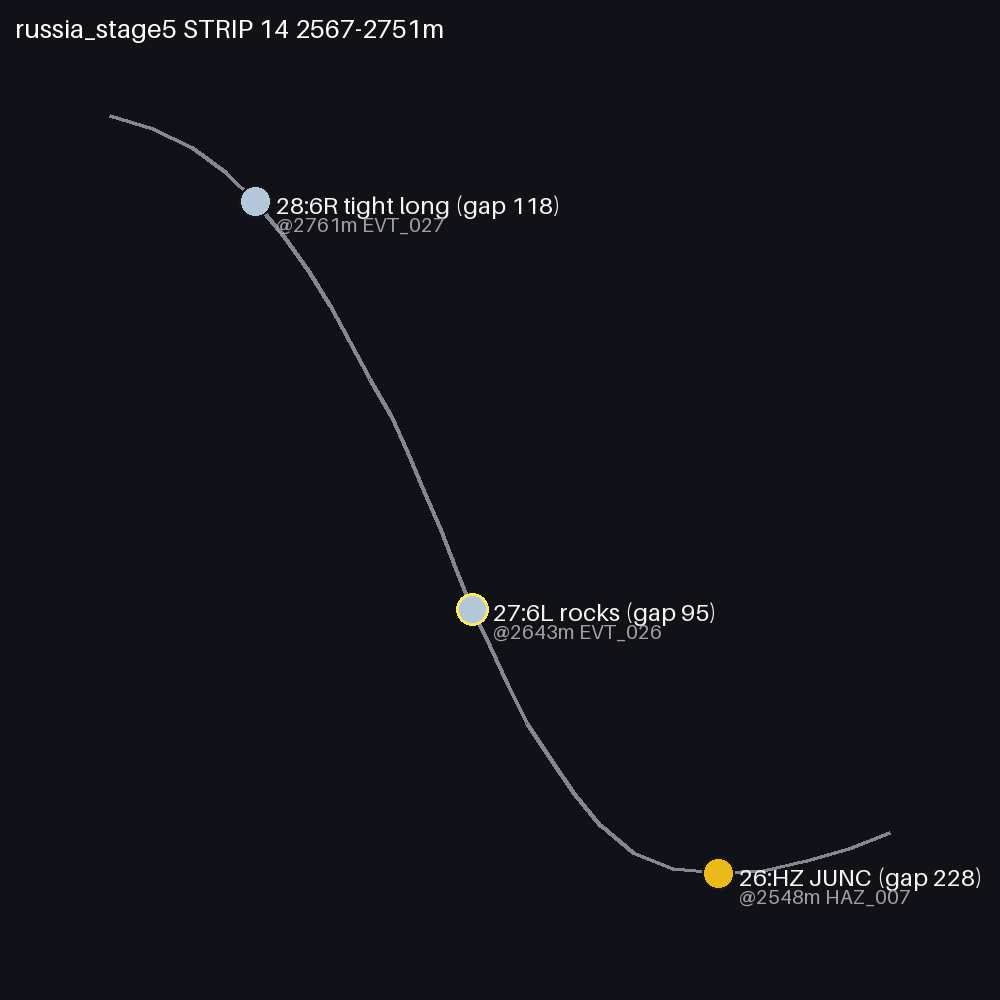 russia_stage5 STRIP 14 2567-2751m
28:6R tight long (gap 118)
@2761m EVT_027
27:6L rocks (gap 95)
@2643m EVT_026
26:HZ JUNC (gap 228)
@2548m HAZ_007